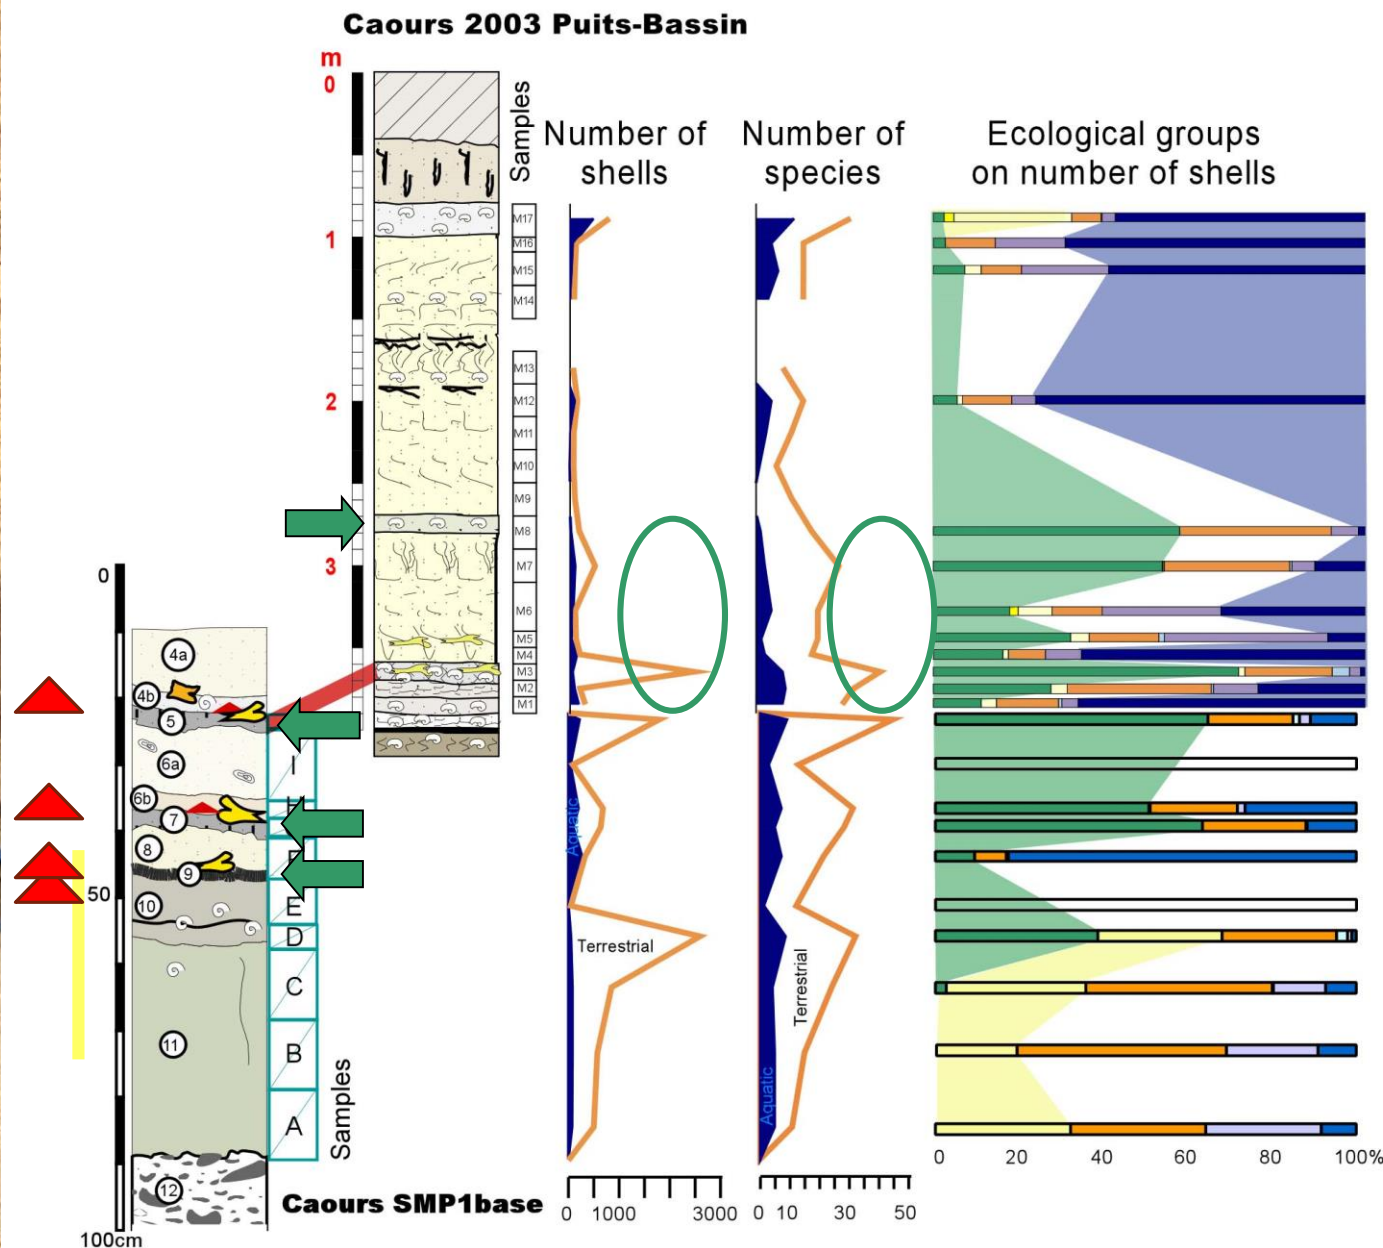 Caours 2003 Puits-Bassin
m
0
1
2
3
Samples
M17
M16
M15
M14
M13
M12
M11
M10
M9
M8
M7
M6
M5
M4
M3
M2
M1
Number of
shells
Number of
species
Ecological groups
on number of shells
0
50
100cm
4a
4b
5
6a
6b
7
8
9
10
11
12
I
E
D
C
B
A
Samples
Aquatic
Terrestrial
Aquatic
Terrestrial
Caours SMP1base
0 1000 3000
0 10 30 50
0 20 40 60 80 100%